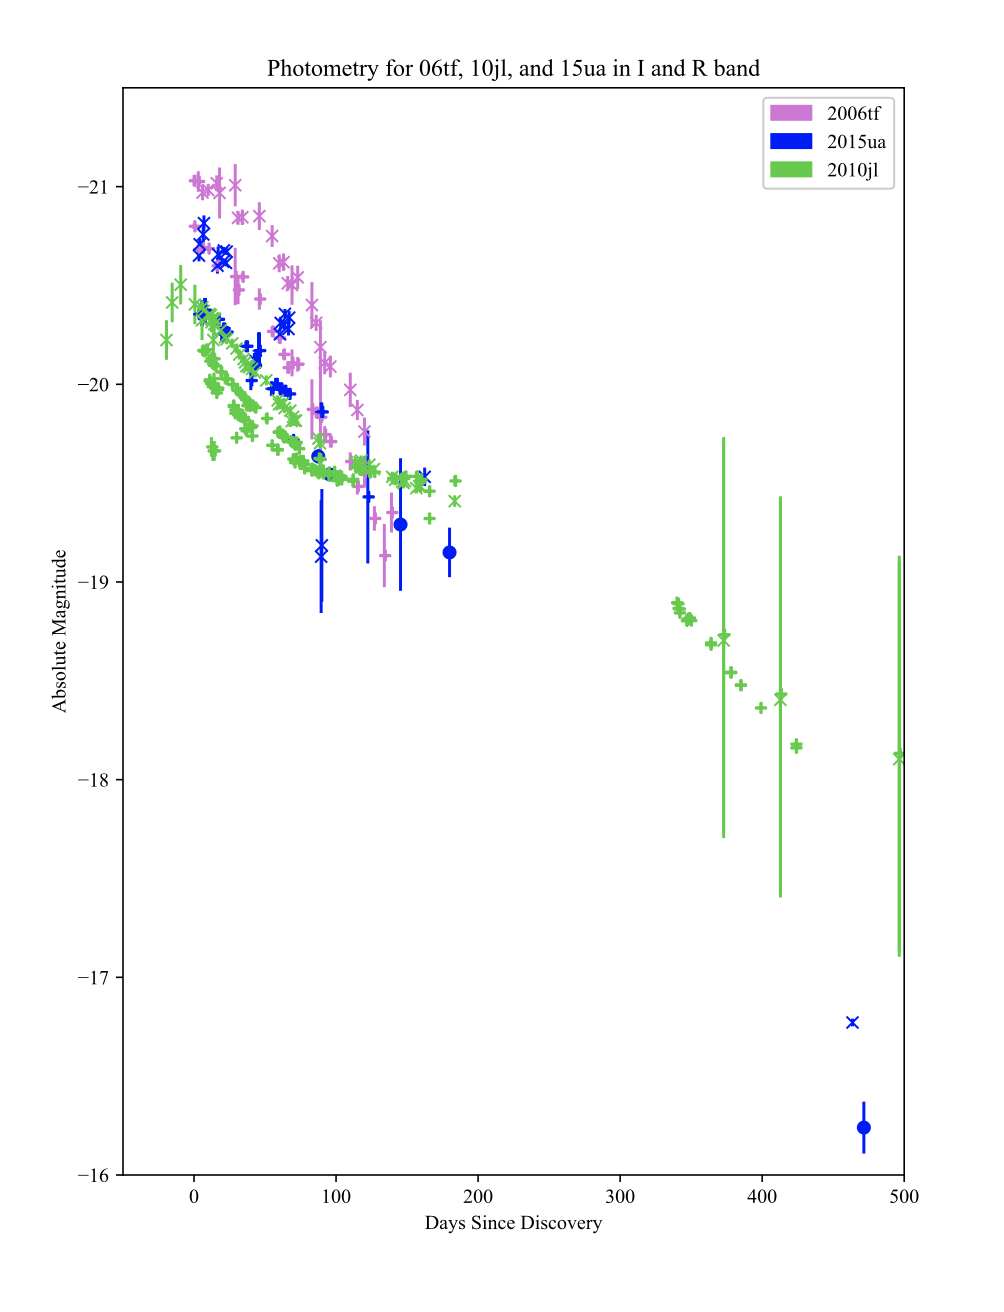 Photometry for 06tf, 10jl, and 15ua in I and R band
2006tf
2015ua
2010jl
−21
−20
−19
−18
−17
−16
Absolute Magnitude
0 100 200 300 400 500
Days Since Discovery